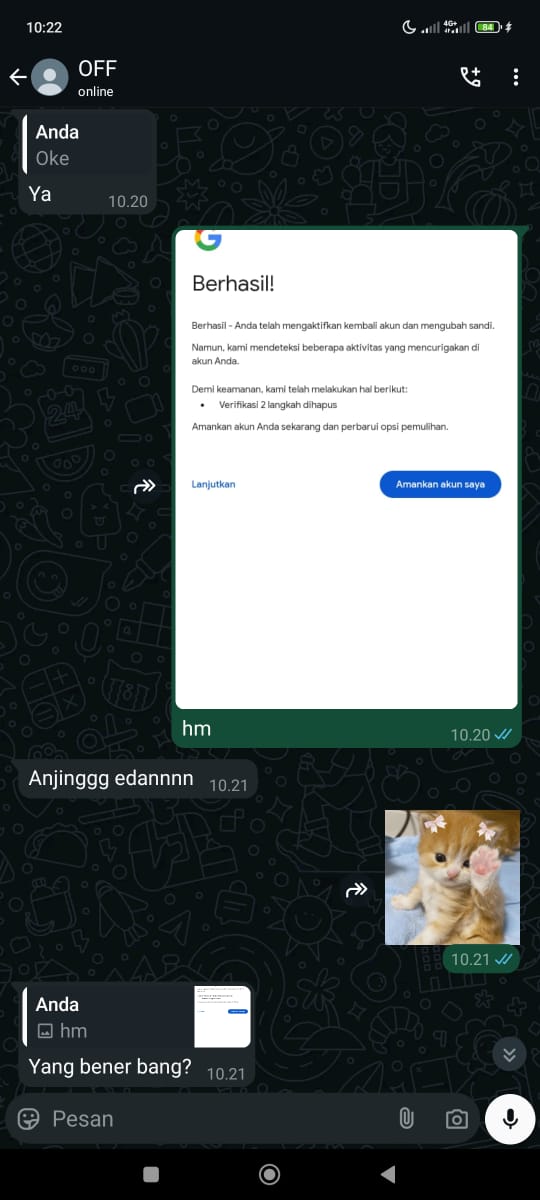 10:22
4G+
84
OFF
online
Anda
Oke
Ya
10.20
Berhasil!
Berhasil - Anda telah mengaktifkan kembali akun dan mengubah sandi.
Namun, kami mendeteksi beberapa aktivitas yang mencurigakan di
akun Anda.
Demi keamanan, kami telah melakukan hal berikut:
• Verifikasi 2 langkah dihapus
Amankan akun Anda sekarang dan perbarui opsi pemulihan.
Lanjutkan
Amankan akun saya
hm
10.20
Anjinggg edannnn
10.21
10.21
Anda
hm
Yang bener bang?
10.21
Pesan